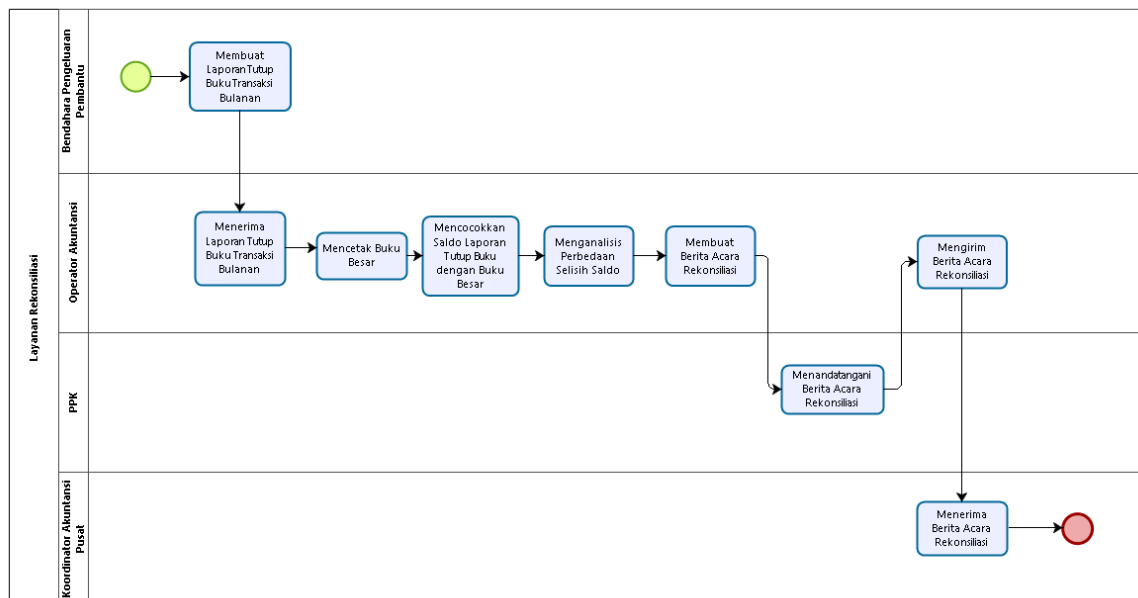 Layanan Rekonsiliasi
Bendahara Pengeluaran
Pembantu
Membuat
Laporan Tutup
Buku Transaksi
Bulanan
Operator Akuntansi
Menerima
Laporan Tutup
Buku Transaksi
Bulanan
Mencetak Buku
Besar
Mencocokkan
Saldo Laporan
Tutup Buku
dengan Buku
Besar
Menganalisis
Perbedaan
Selisih Saldo
Membuat
Berita Acara
Rekonsiliasi
Mengirim
Berita Acara
Rekonsiliasi
PPK
Menandatangani
Berita Acara
Rekonsiliasi
Koordinator Akuntansi
Pusat
Menerima
Berita Acara
Rekonsiliasi